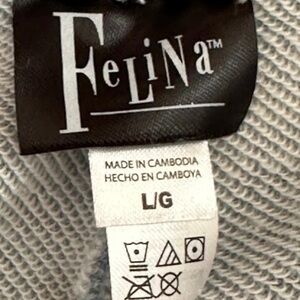 FELINA™
MADE IN CAMBODIA
HECHO EN CAMBOYA
L/G